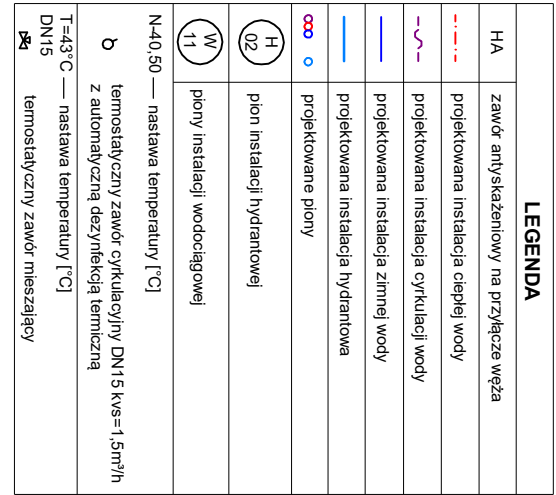 LEGENDA
HA zawór antyskażeniowy na przyłącze węża
projektowana instalacja ciepłej wody
projektowana instalacja cyrkulacji wody
projektowana instalacja zimnej wody
projektowana instalacja hydrantowa
projektowane piony
H
02
pion instalacji hydrantowej
W
11
piony instalacji wodociągowej
N-40,50 — nastawa temperatury [°C]
termostatyczny zawór cyrkulacyjny DN15 kvs=1,5m³/h
z automatyczną dezynfekcją termiczną
T=43°C — nastawa temperatury [°C]
DN15
termostatyczny zawór mieszający